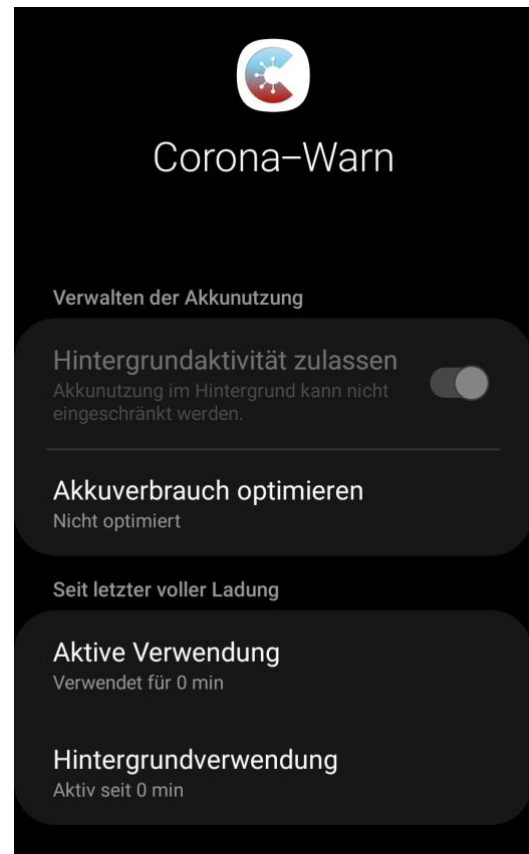 Corona–Warn
Verwalten der Akkunutzung
Hintergrundaktivität zulassen
Akkunutzung im Hintergrund kann nicht
eingeschränkt werden.
Akkuverbrauch optimieren
Nicht optimiert
Seit letzter voller Ladung
Aktive Verwendung
Verwendet für 0 min
Hintergrundverwendung
Aktiv seit 0 min